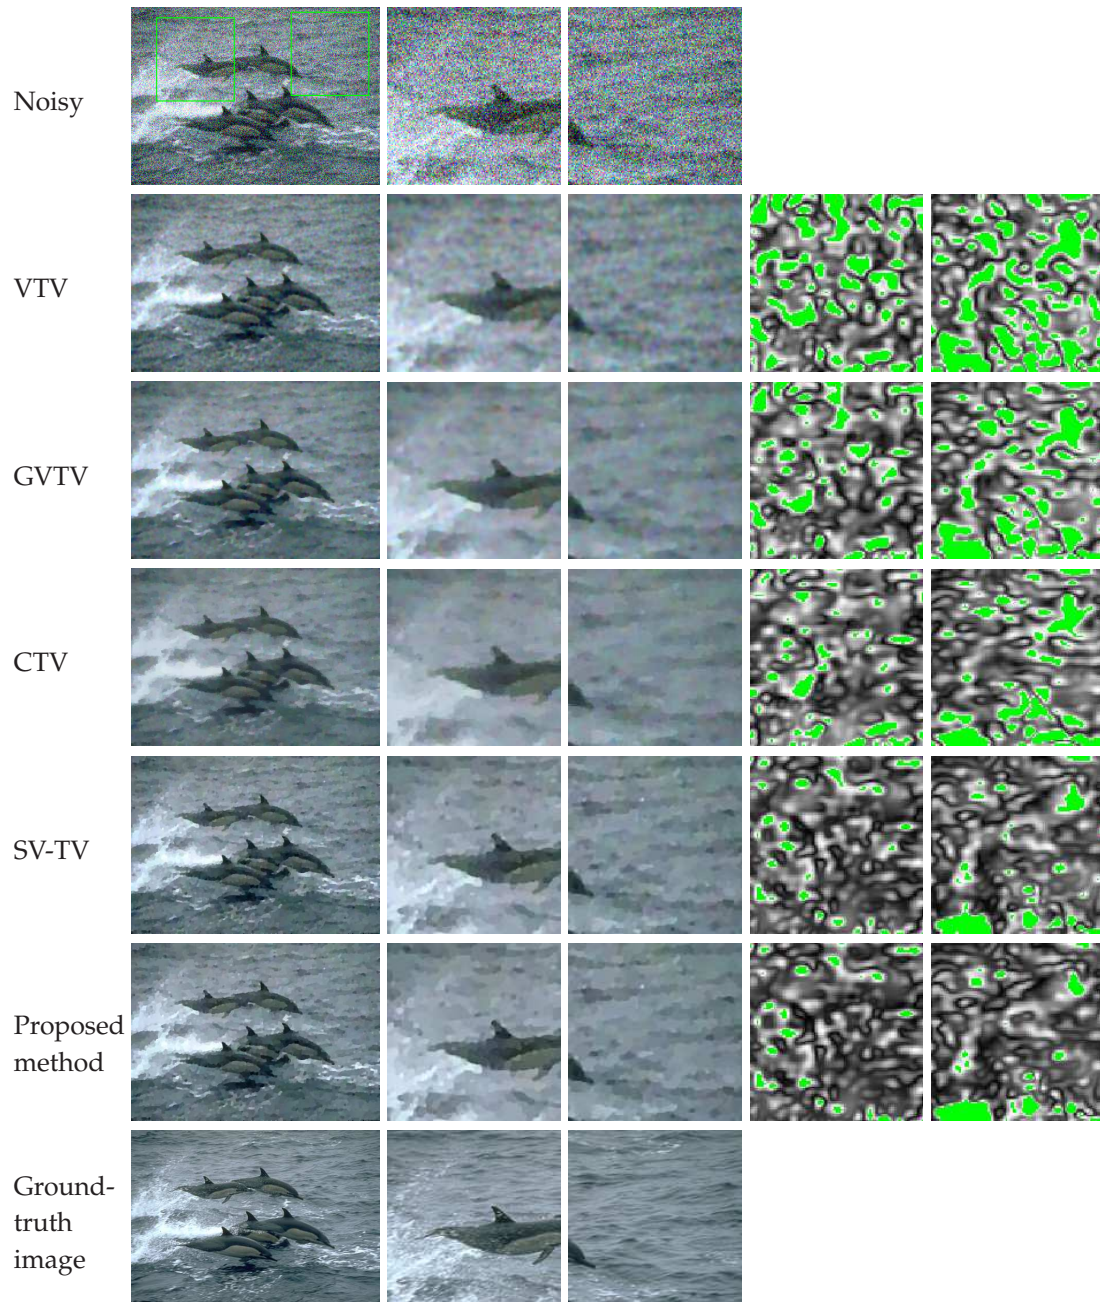 Noisy
VTV
GVTV
CTV
SV-TV
Proposed
method
Ground-
truth
image